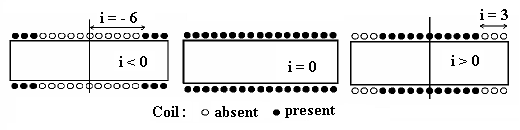 i = - 6
i = 3
i < 0
i = 0
i > 0
Coil: ○ absent ● present